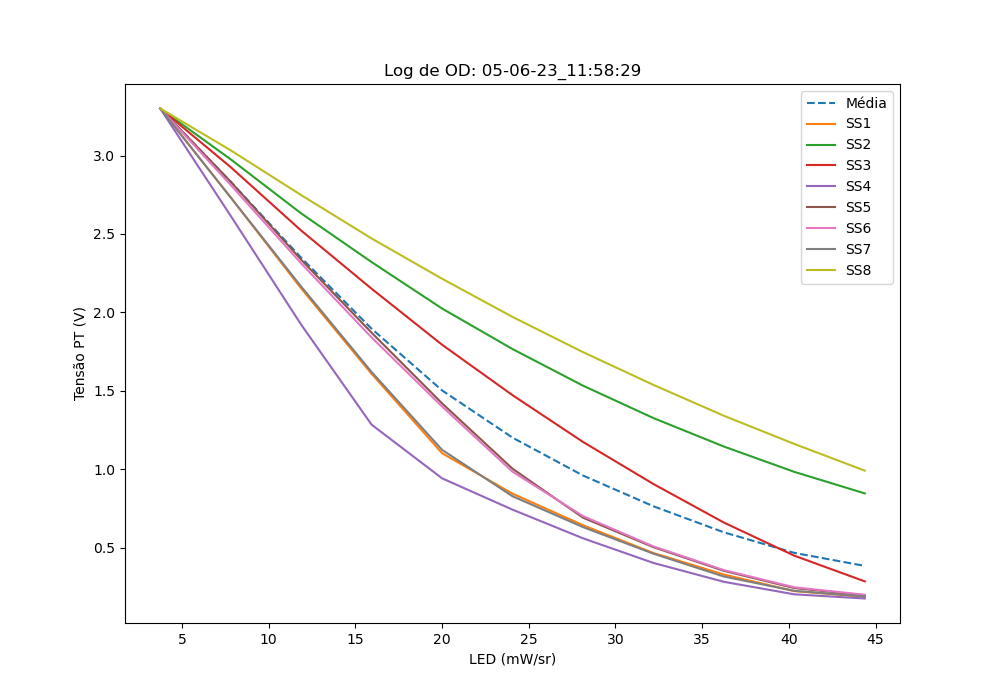 Log de OD: 05-06-23_11:58:29
Média
SS1
SS2
SS3
SS4
SS5
SS6
SS7
SS8
Tensão PT (V)
3.0
2.5
2.0
1.5
1.0
0.5
5 10 15 20 25 30 35 40 45
LED (mW/sr)